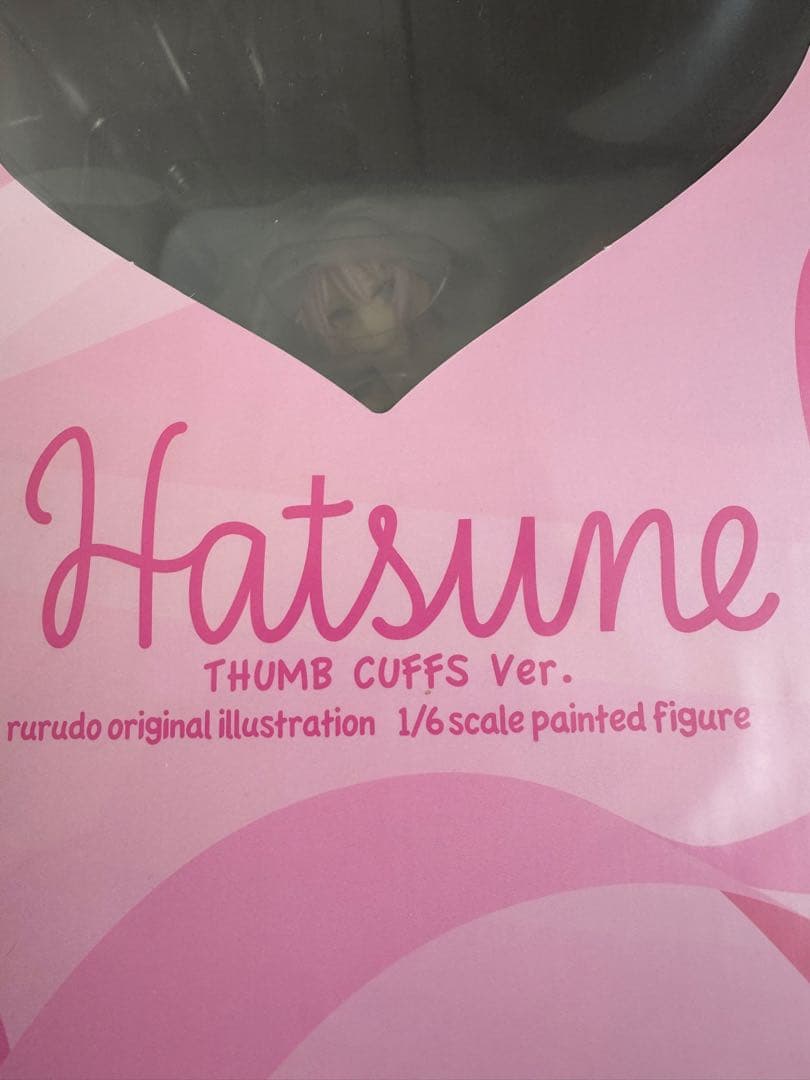 Hatsune
THUMB CUFFS Ver.
rurudo original illustration 1/6 scale painted figure